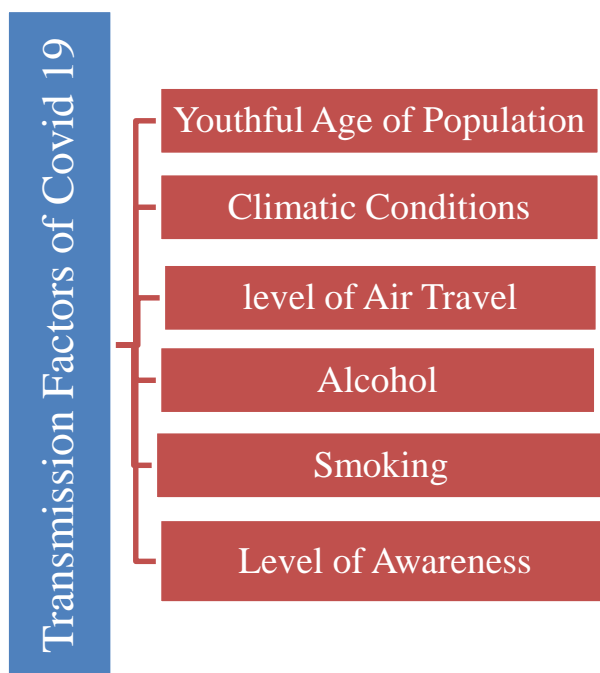 Transmission Factors of Covid 19
Youthful Age of Population
Climatic Conditions
level of Air Travel
Alcohol
Smoking
Level of Awareness